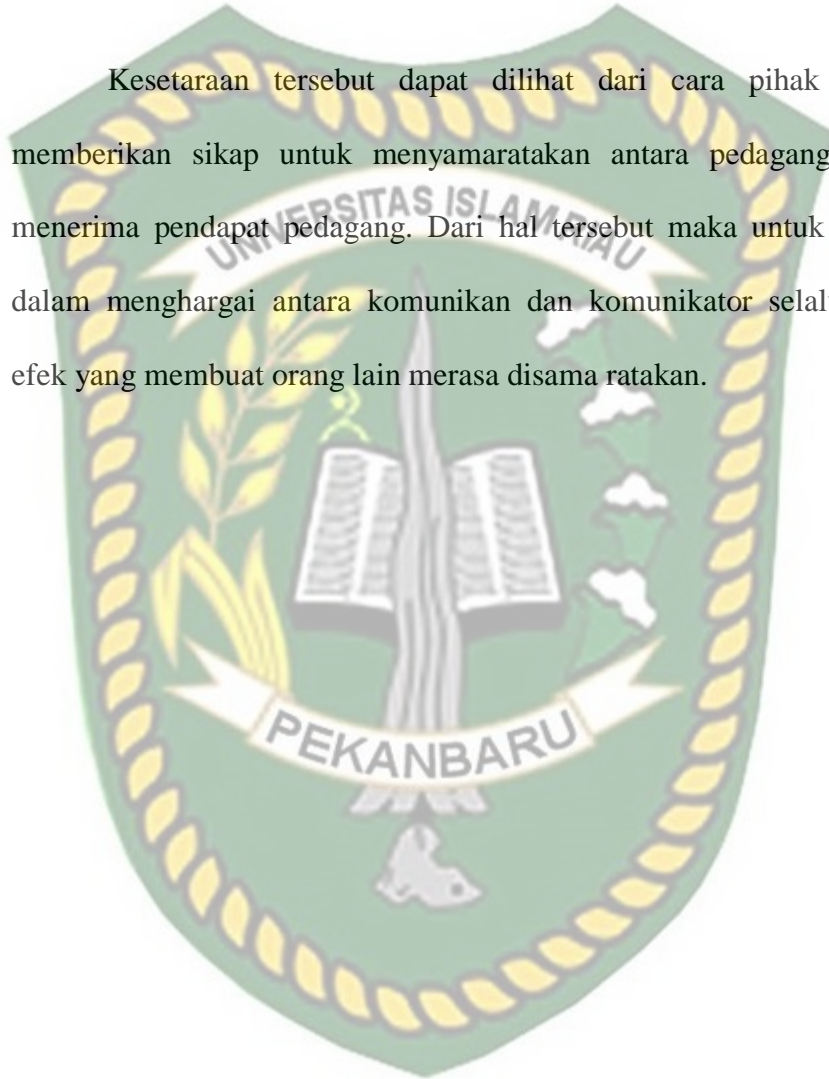 Kesetaraan tersebut dapat dilihat dari cara pihak
memberikan sikap untuk menyamaratakan antara pedagang
menerima pendapat pedagang. Dari hal tersebut maka untuk
UNIVERSITAS ISLAM RIAU
dalam menghargai antara komunikan dan komunikator
efek yang membuat orang lain merasa disama ratakan.
PEKANBARU